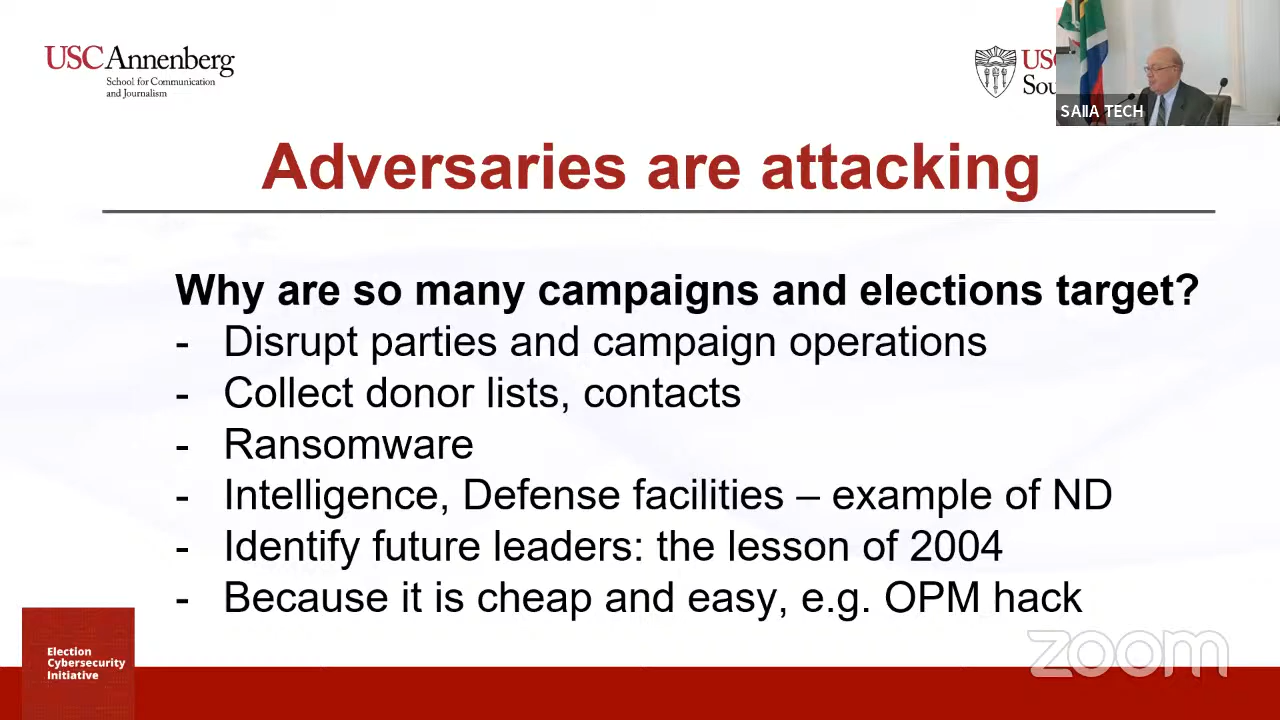 USC Annenberg
School for Communication
and Journalism
USC
Sou
SAIIA TECH
Adversaries are attacking
Why are so many campaigns and elections target?
- Disrupt parties and campaign operations
- Collect donor lists, contacts
- Ransomware
- Intelligence, Defense facilities – example of ND
- Identify future leaders: the lesson of 2004
- Because it is cheap and easy, e.g. OPM hack
zoom
Election
Cybersecurity
Initiative